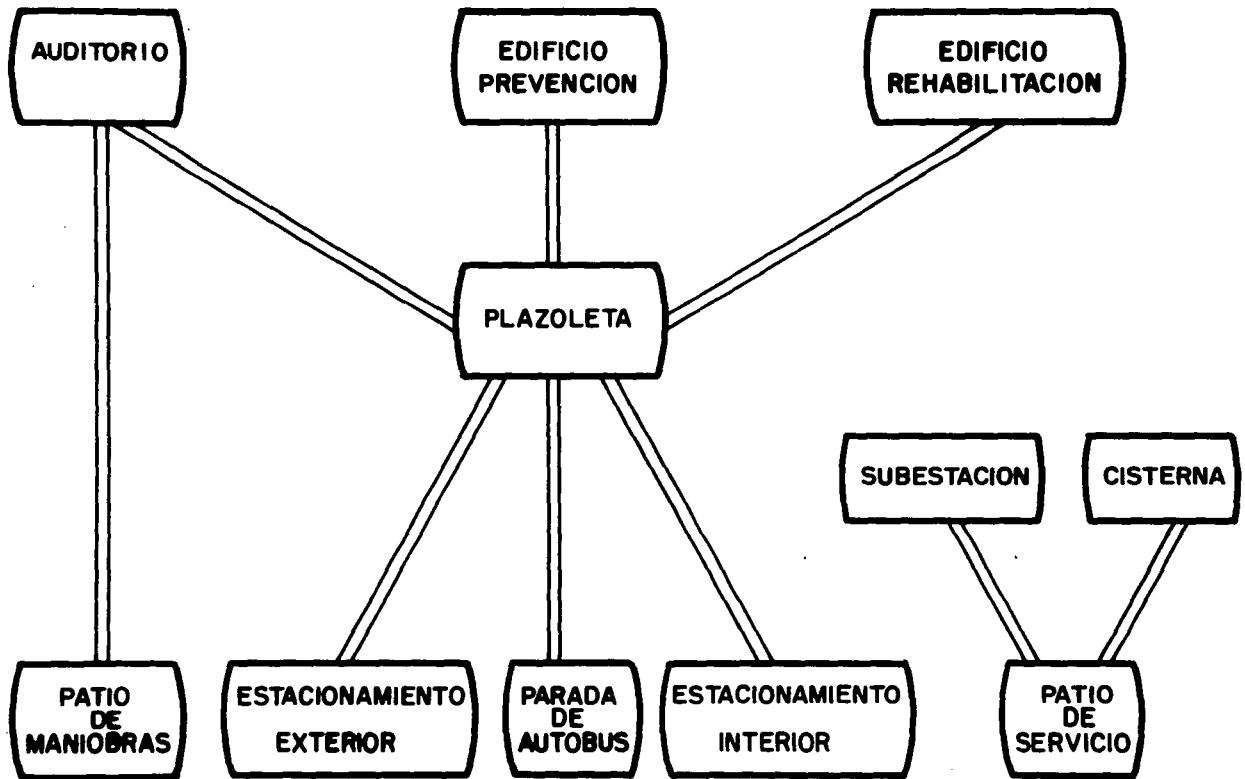 AUDITORIO
EDIFICIO
PREVENCION
EDIFICIO
REHABILITACION
PLAZOLETA
SUBESTACION
CISTERNA
PATIO
DE
MANIOBRAS
ESTACIONAMIENTO
EXTERIOR
PARADA
DE
AUTOBUS
ESTACIONAMIENTO
INTERIOR
PATIO
DE
SERVICIO